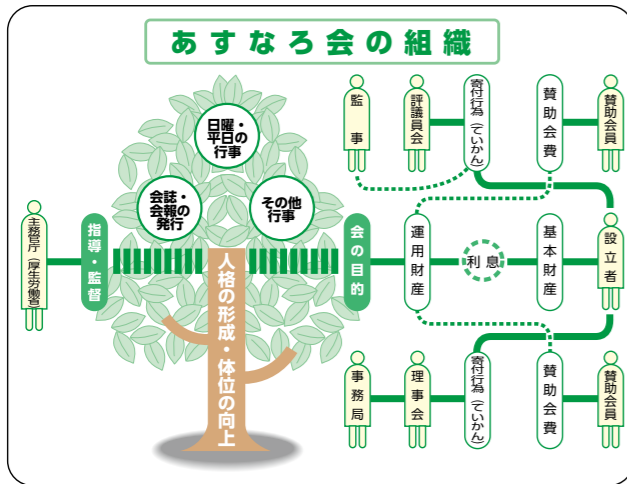 あすなろ会の組織
日曜・
平日の
行事
会誌・
会報の
発行
その他
行事
主務官庁(厚生労働省)
指導・監督
人格の形成・体位の向上
会の目的
監事
評議員会
寄付行為(ていかん)
賛助会費
賛助会員
運用財産
利息
基本財産
設立者
事務局
理事会
寄付行為(ていかん)
賛助会費
賛助会員